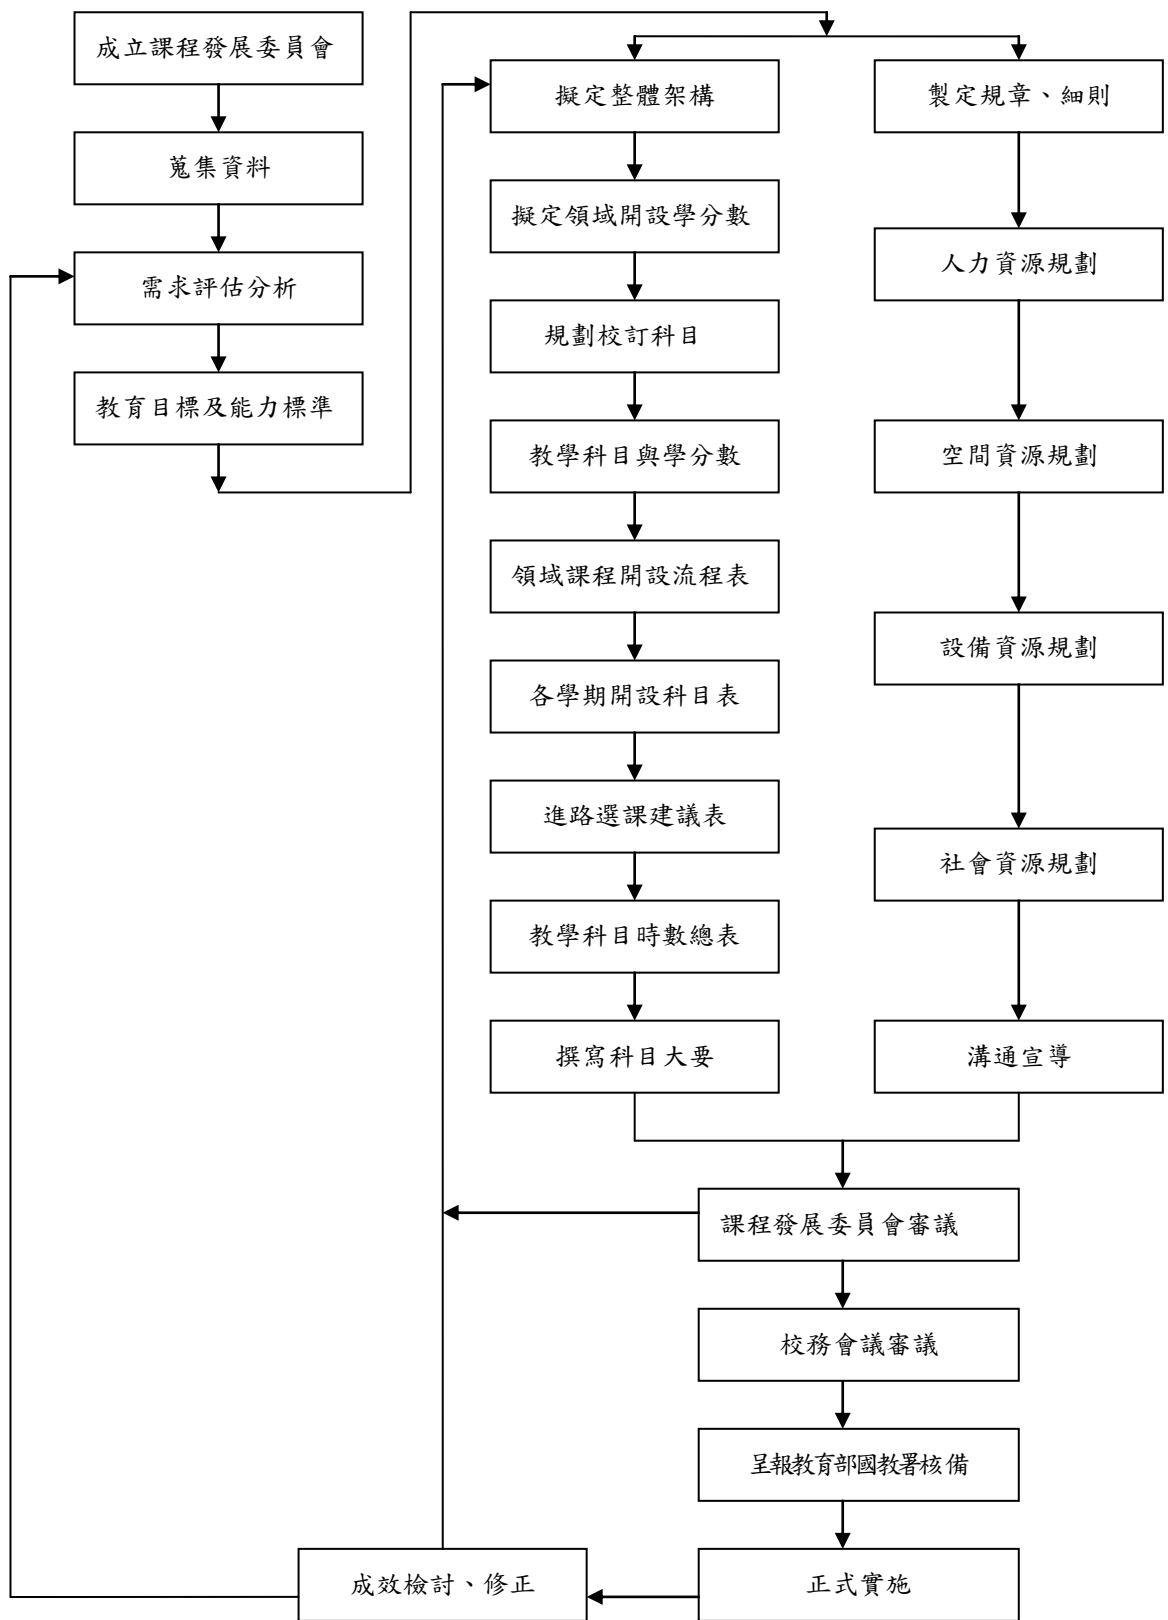 成立課程發展委員會
蒐集資料
需求評估分析
教育目標及能力標準
擬定整體架構
擬定領域開設學分數
規劃校訂科目
教學科目與學分數
領域課程開設流程表
各學期開設科目表
進路選課建議表
教學科目時數總表
撰寫科目大要
製定規章、細則
人力資源規劃
空間資源規劃
設備資源規劃
社會資源規劃
溝通宣導
課程發展委員會審議
校務會議審議
呈報教育部國教署核備
正式實施
成效檢討、修正